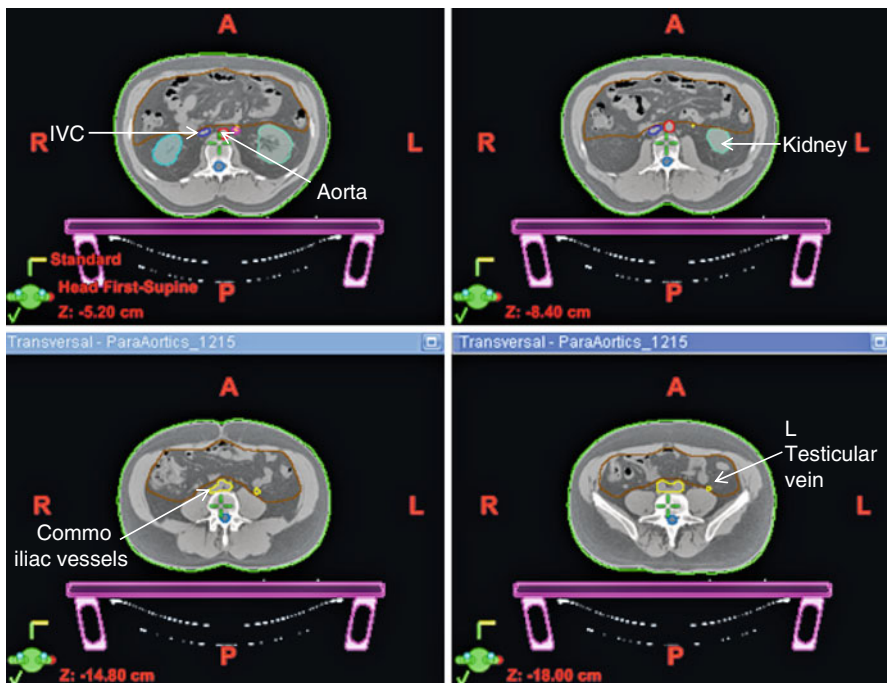 A
IVC
R
L
Aorta
Standard
Head First-Supine
P
Z: -5.20 cm
A
R
L
Kidney
P
Z: -8.40 cm
Transversal - ParaAortics_1215
A
R
L
Commo
iliac vessels
P
Z: -14.80 cm
Transversal - ParaAortics_1215
A
L
Testicular
vein
R
L
P
Z: -18.00 cm